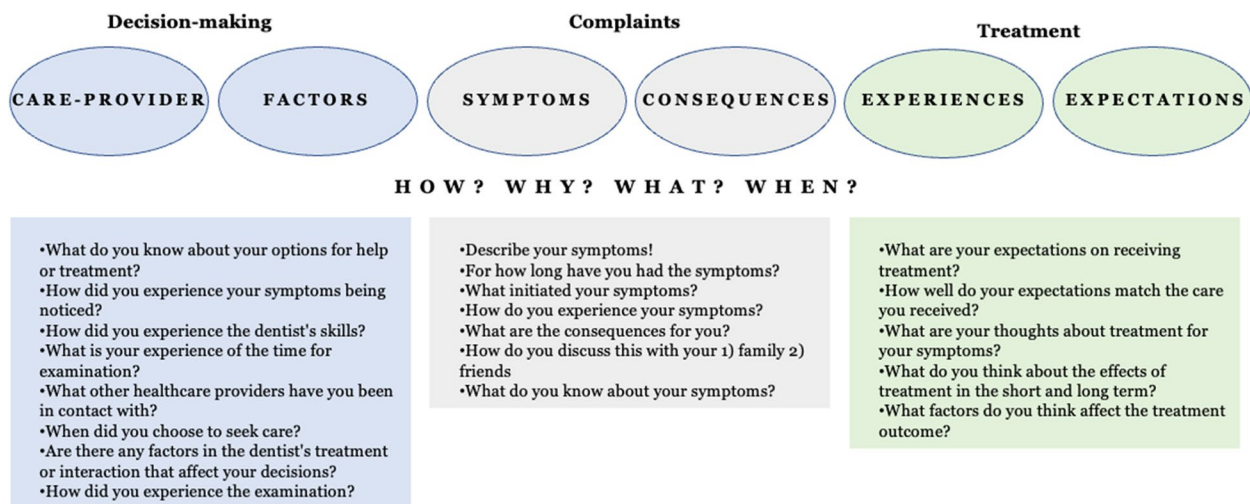 Decision-making
Complaints
Treatment
CARE-PROVIDER
FACTORS
SYMPTOMS
CONSEQUENCES
EXPERIENCES
EXPECTATIONS
HOW? WHY? WHAT? WHEN?
•What do you know about your options for help
or treatment?
•How did you experience your symptoms being
noticed?
•How did you experience the dentist's skills?
•What is your experience of the time for
examination?
•What other healthcare providers have you been
in contact with?
•When did you choose to seek care?
•Are there any factors in the dentist's treatment
or interaction that affect your decisions?
•How did you experience the examination?
•Describe your symptoms!
•For how long have you had the symptoms?
•What initiated your symptoms?
•How do you experience your symptoms?
•What are the consequences for you?
•How do you discuss this with your 1) family 2)
friends
•What do you know about your symptoms?
•What are your expectations on receiving
treatment?
•How well do your expectations match the care
you received?
•What are your thoughts about treatment for
your symptoms?
•What do you think about the effects of
treatment in the short and long term?
•What factors do you think affect the treatment
outcome?